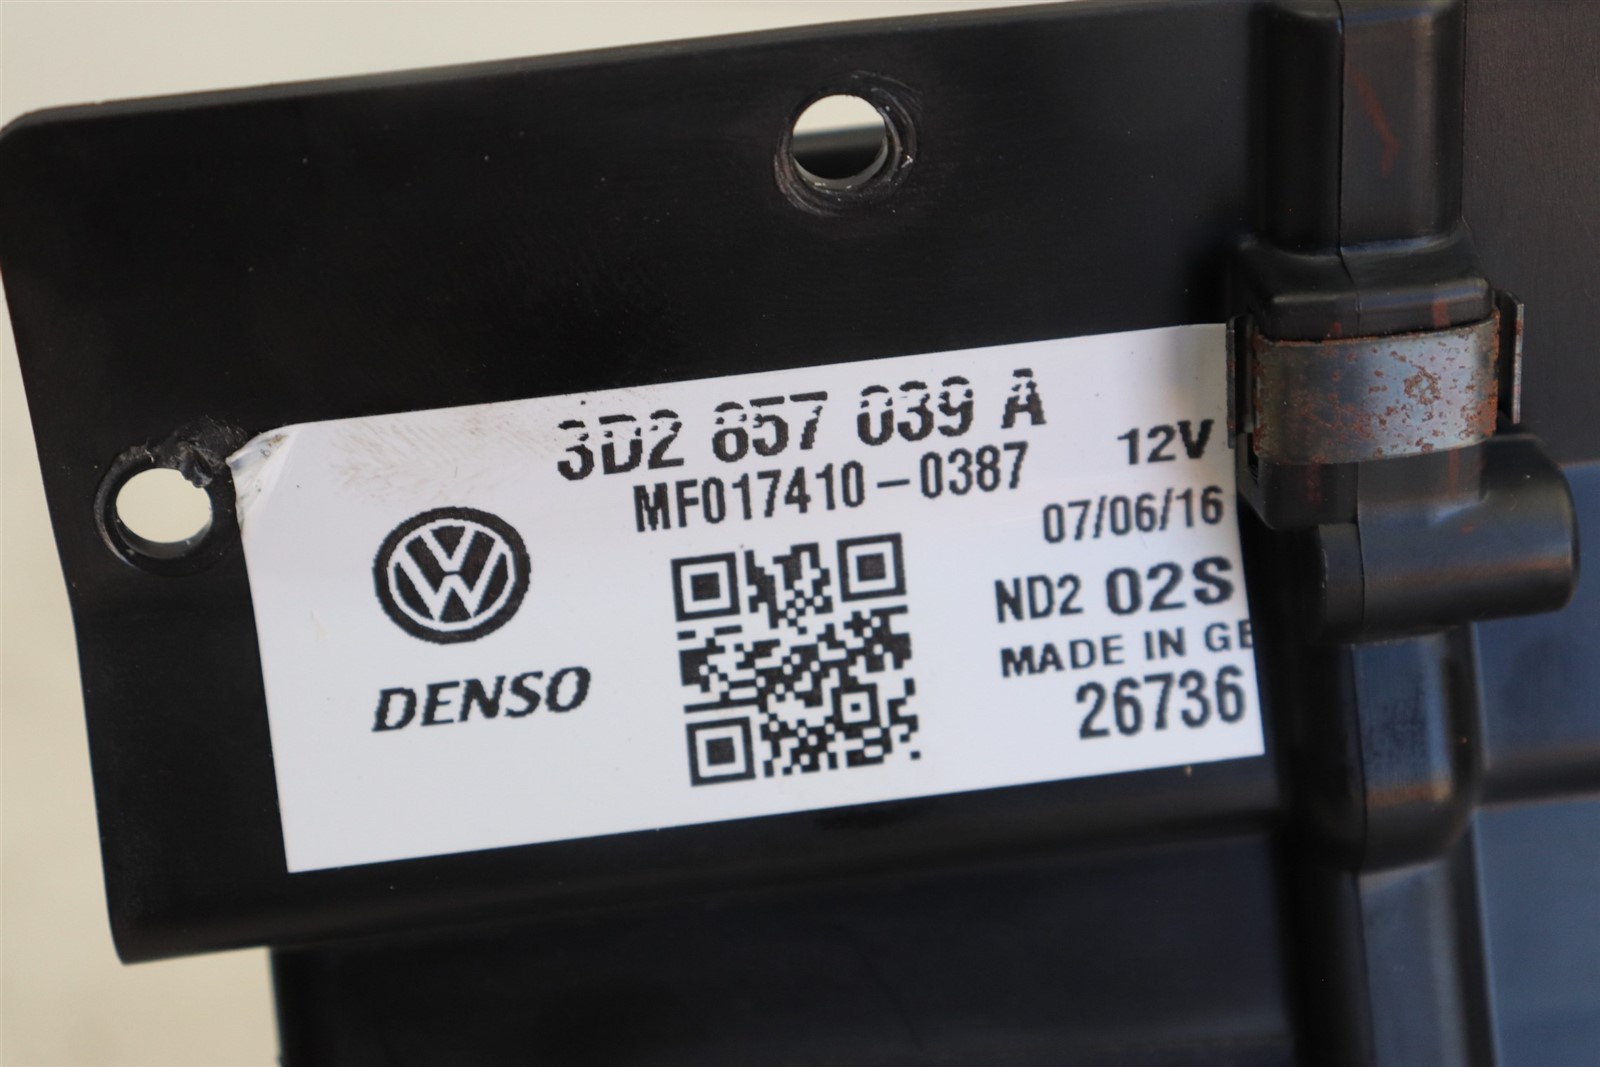 3D2 857 039 A
MF017410-0387
12V
07/06/16
ND2 02S
MADE IN GE
26736
DENSO